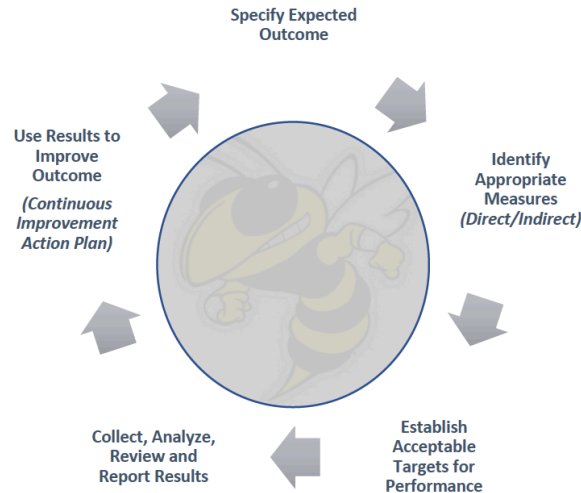 Specify Expected
Outcome
Identify
Appropriate
Measures
(Direct/Indirect)
Establish
Acceptable
Targets for
Performance
Collect, Analyze,
Review and
Report Results
Use Results to
Improve
Outcome
(Continuous
Improvement
Action Plan)